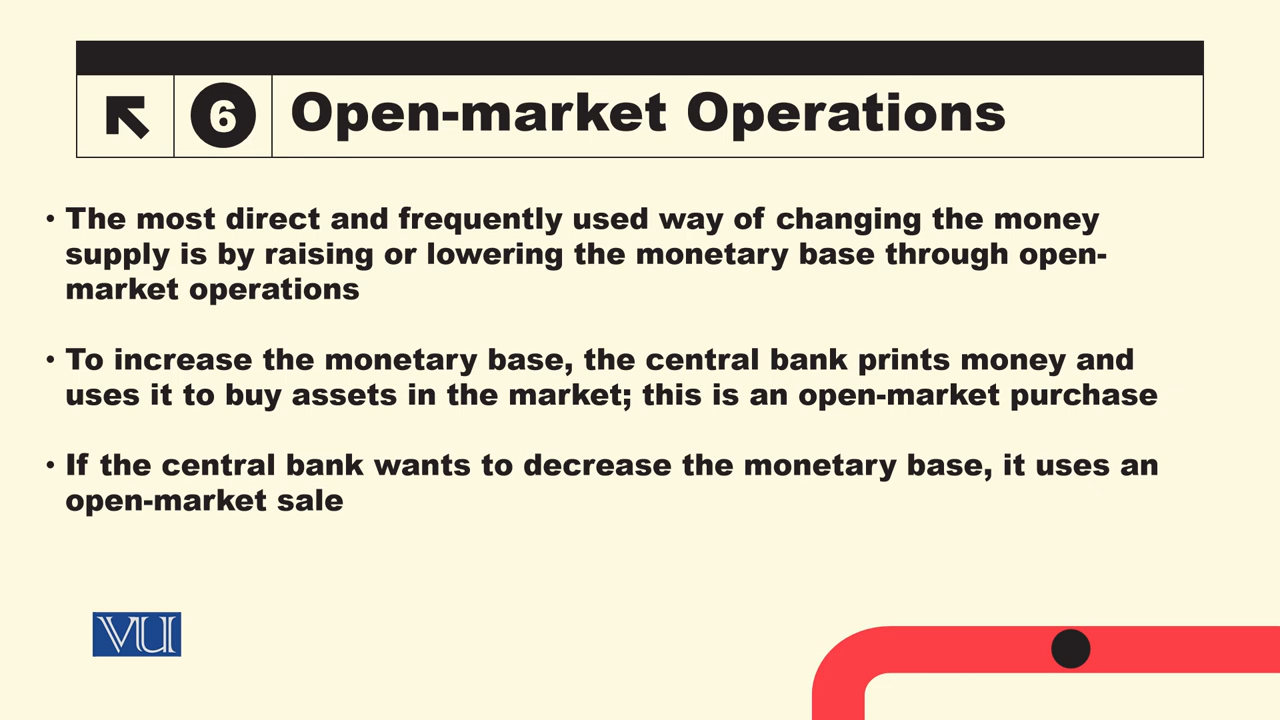 6 Open-market Operations
• The most direct and frequently used way of changing the money
supply is by raising or lowering the monetary base through open-
market operations
• To increase the monetary base, the central bank prints money and
uses it to buy assets in the market; this is an open-market purchase
• If the central bank wants to decrease the monetary base, it uses an
open-market sale
VU